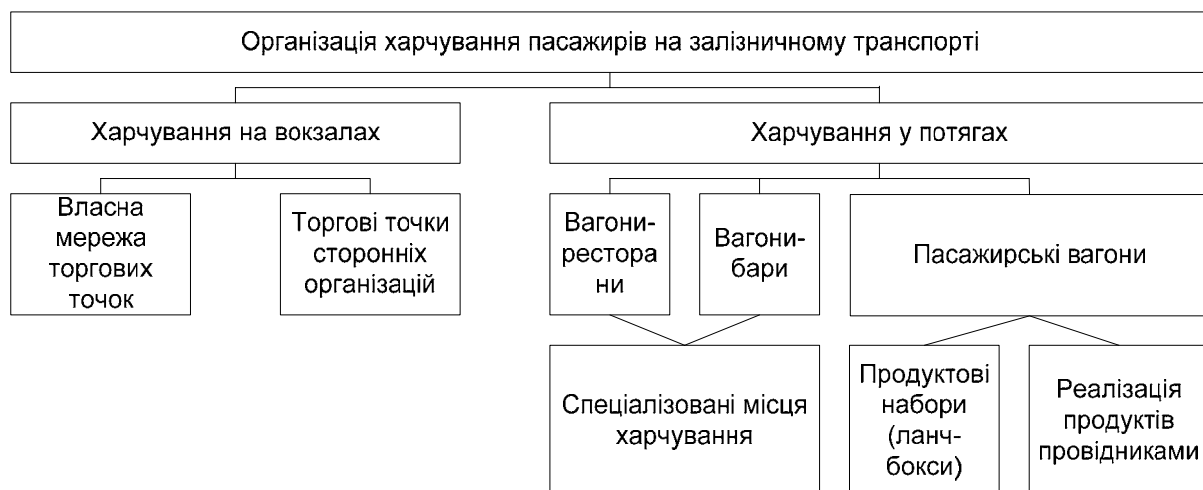 Організація харчування пасажирів на залізничному транспорті
Харчування на вокзалах
Харчування у потягах
Власна
мережа
торгових
точок
Торгові точки
сторонніх
організацій
Вагони-
рестора
ни
Вагони-
бари
Пасажирські вагони
Спеціалізовані місця
харчування
Продуктові
набори
(ланч-
бокси)
Реалізація
продуктів
провідниками